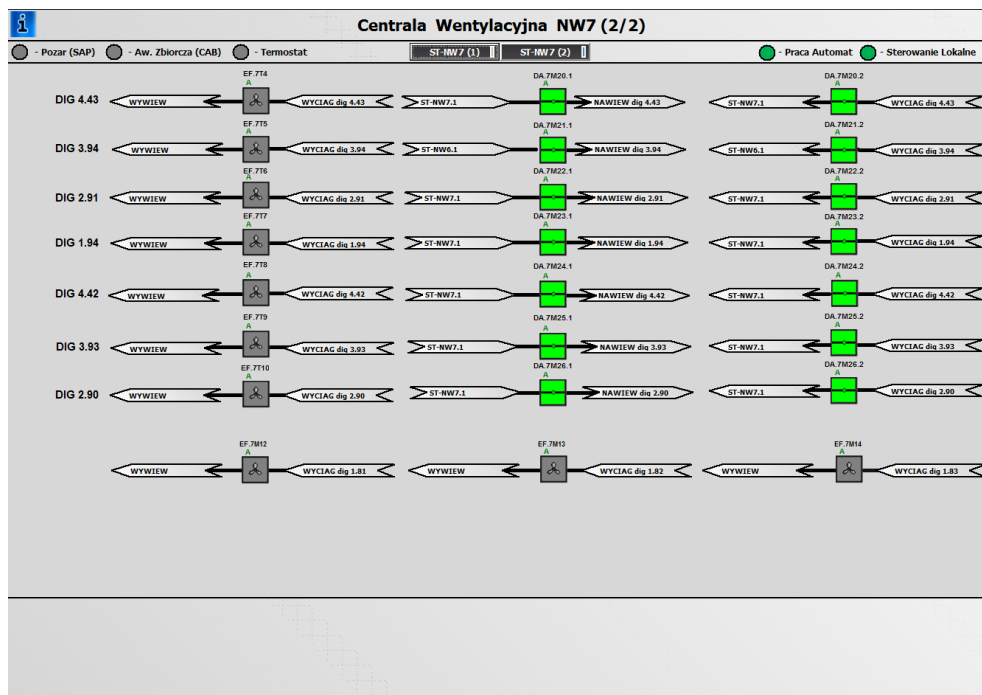 i
Centrala Wentylacyjna NW7 (2/2)
- Pozar (SAP) - Aw. Zbiorcza (CAB) - Termostat ST-NW7 (1) ST-NW7 (2) - Praca Automat - Sterowanie Lokalne
EF.7T4 DA.7M20.1 DA.7M20.2
A A A
DIG 4.43 WYWIEW WYCIAG dig 4.43 ST-NW7.1 NAWIEW dig 4.43 ST-NW7.1 WYCIAG dig 4.43
EF.7T5 DA.7M21.1 DA.7M21.2
A A A
DIG 3.94 WYWIEW WYCIAG dig 3.94 ST-NW6.1 NAWIEW dig 3.94 ST-NW6.1 WYCIAG dig 3.94
EF.7T6 DA.7M22.1 DA.7M22.2
A A A
DIG 2.91 WYWIEW WYCIAG dig 2.91 ST-NW7.1 NAWIEW dig 2.91 ST-NW7.1 WYCIAG dig 2.91
EF.7T7 DA.7M23.1 DA.7M23.2
A A A
DIG 1.94 WYWIEW WYCIAG dig 1.94 ST-NW7.1 NAWIEW dig 1.94 ST-NW7.1 WYCIAG dig 1.94
EF.7T8 DA.7M24.1 DA.7M24.2
A A A
DIG 4.42 WYWIEW WYCIAG dig 4.42 ST-NW7.1 NAWIEW dig 4.42 ST-NW7.1 WYCIAG dig 4.42
EF.7T9 DA.7M25.1 DA.7M25.2
A A A
DIG 3.93 WYWIEW WYCIAG dig 3.93 ST-NW7.1 NAWIEW dig 3.93 ST-NW7.1 WYCIAG dig 3.93
EF.7T10 DA.7M26.1 DA.7M26.2
A A A
DIG 2.90 WYWIEW WYCIAG dig 2.90 ST-NW7.1 NAWIEW dig 2.90 ST-NW7.1 WYCIAG dig 2.90
EF.7M12 EF.7M13 EF.7M14
A A A
WYWIEW WYCIAG dig 1.81 WYWIEW WYCIAG dig 1.82 WYWIEW WYCIAG dig 1.83